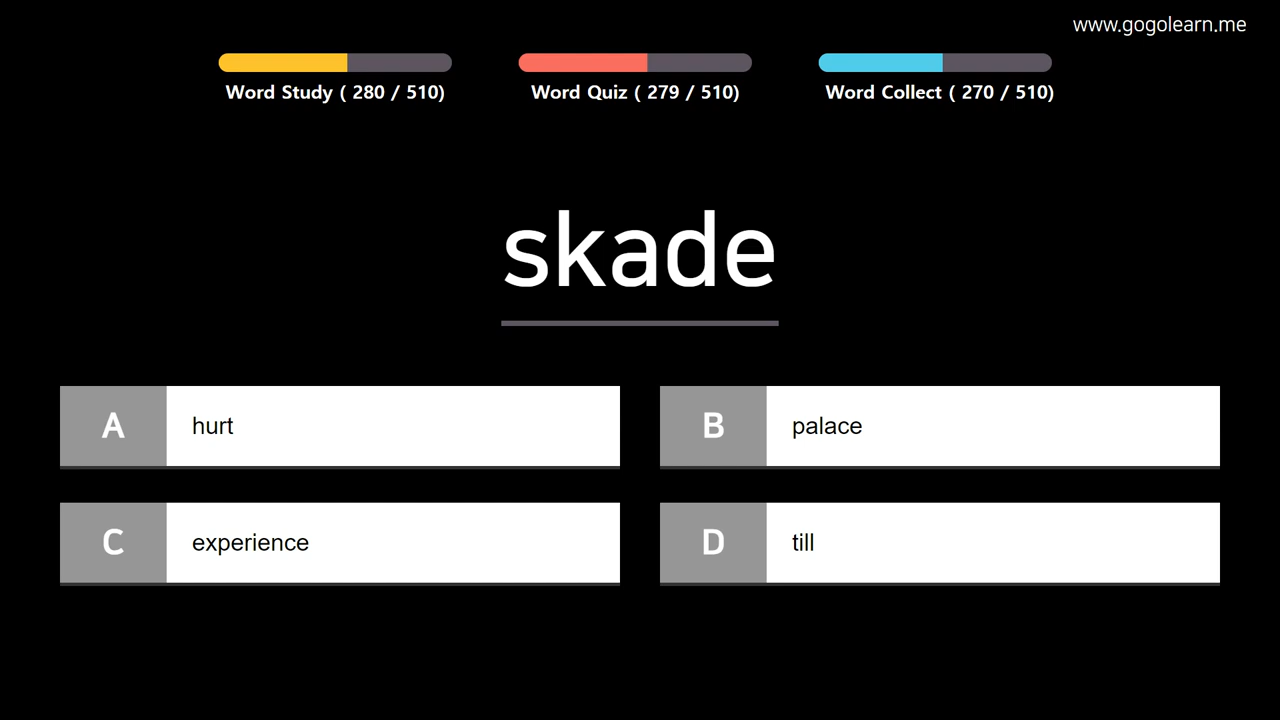 www.gogolearn.me
Word Study ( 280 / 510)
Word Quiz ( 279 / 510)
Word Collect ( 270 / 510)
skade
A hurt
B palace
C experience
D till